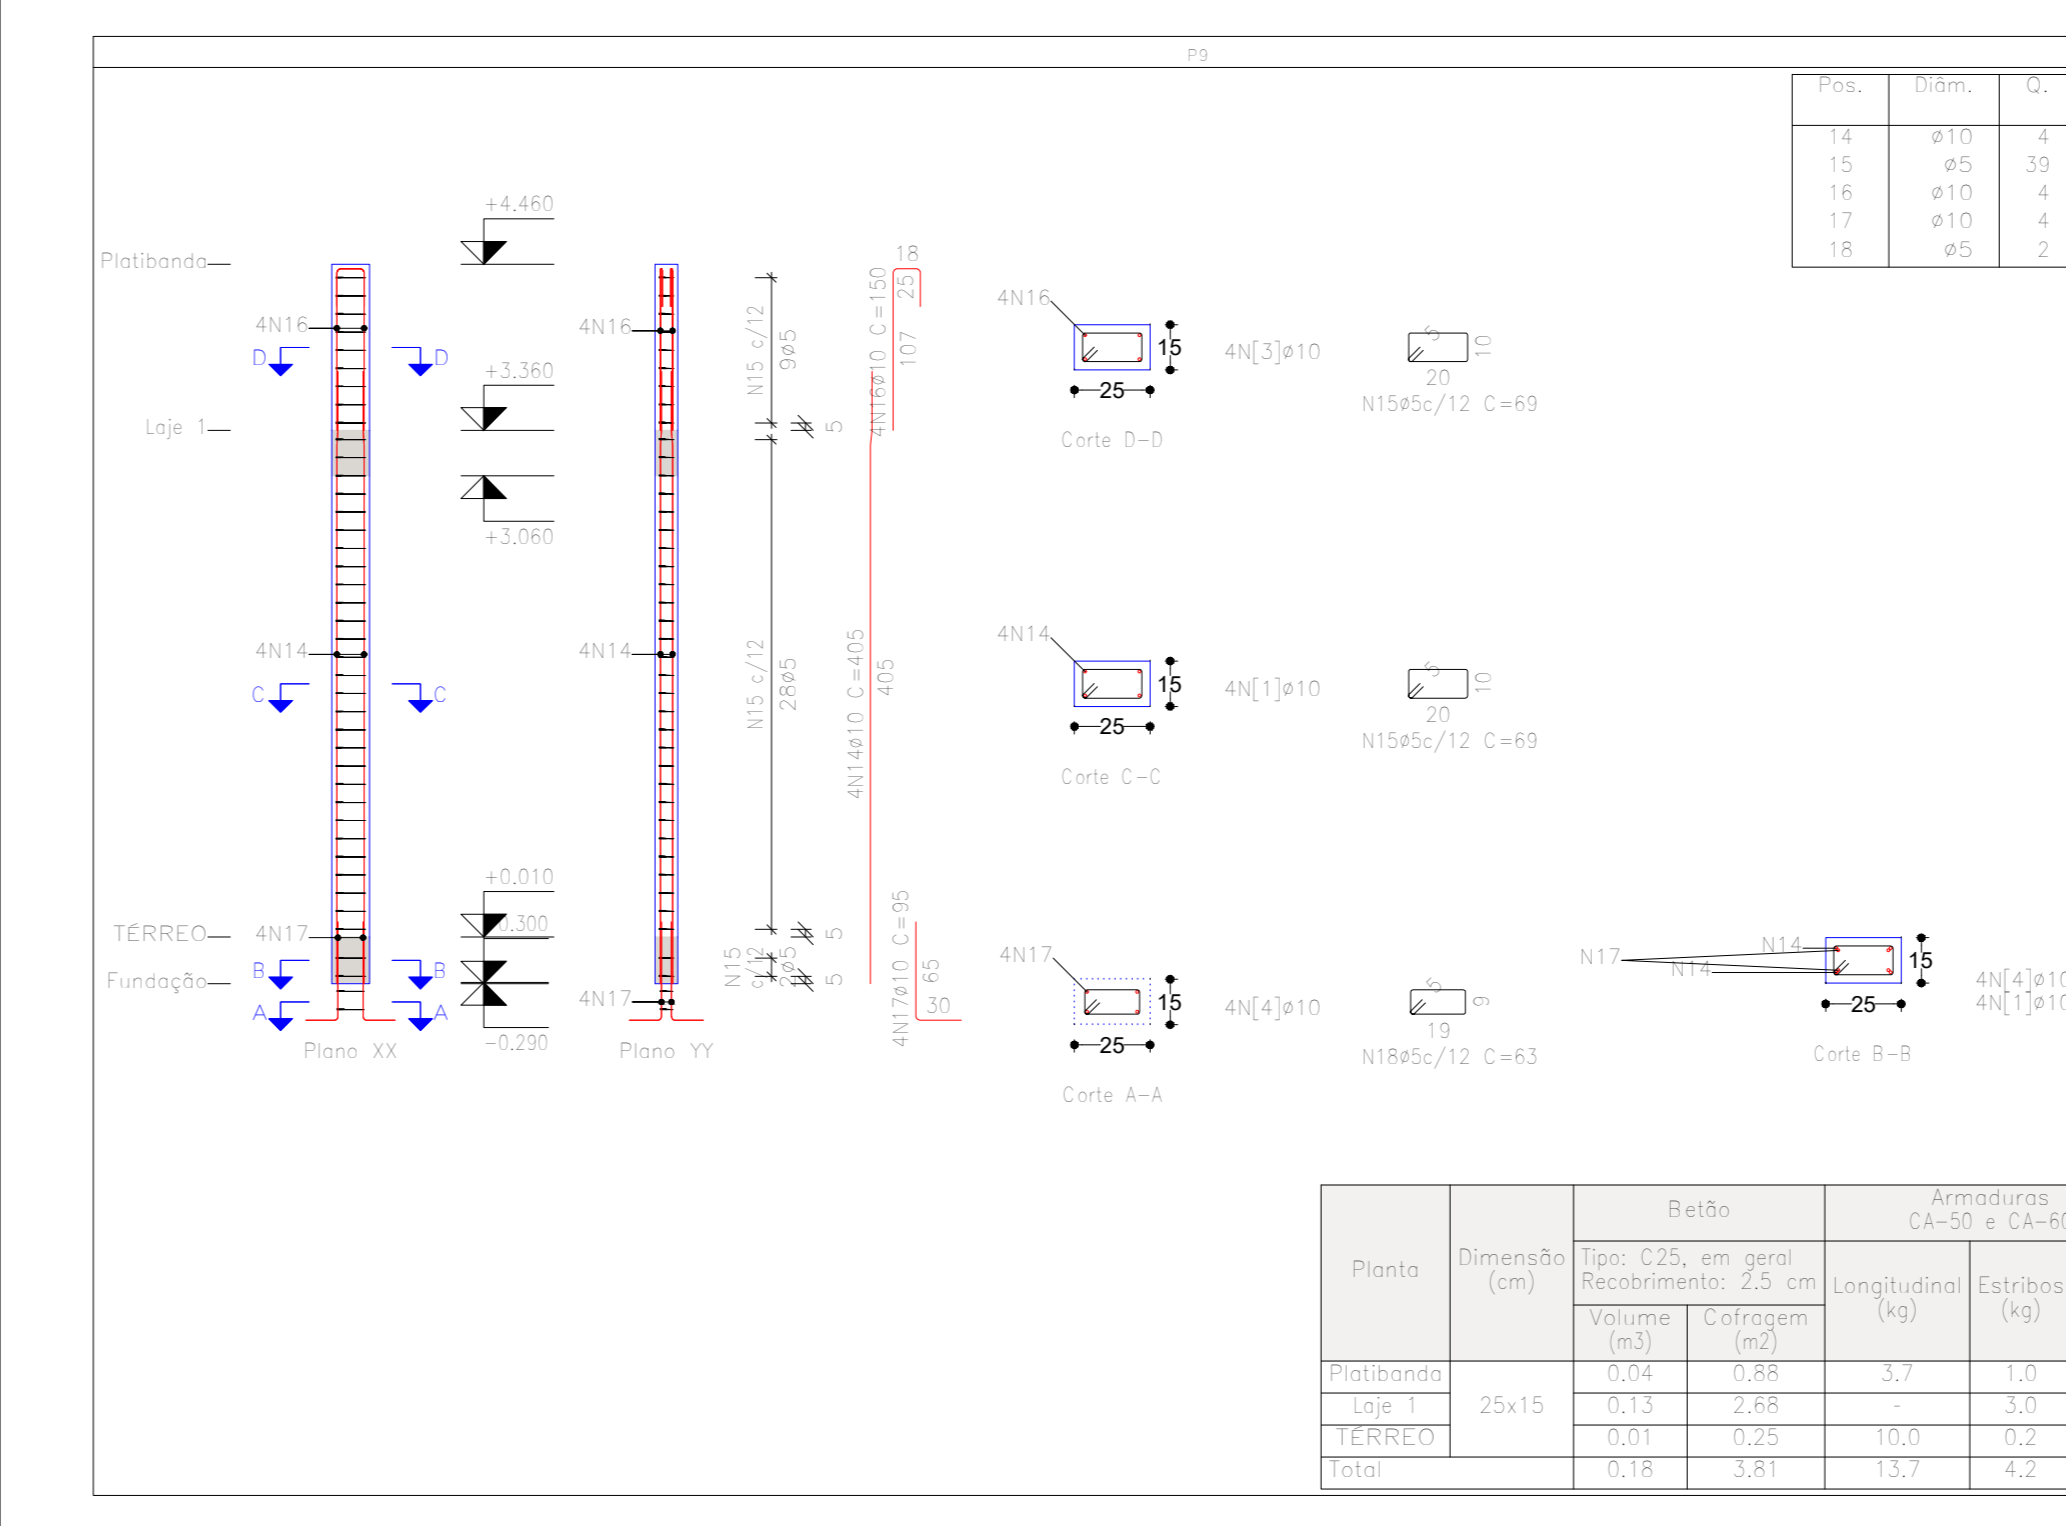 P9
Pos. Diâm. Q.
14 ø10 4
15 ø5 39
16 ø10 4
17 ø10 4
18 ø5 2
+4.460
Platibanda
4N16
D D
+3.360
Laje 1
+3.060
4N14
C C
+0.010
TÉRREO
4N17
B B
Fundação
A A
-0.290
Plano XX
4N16
4N14
4N17
Plano YY
N15 c/12
9ø5
5
N15 c/12
28ø5
5
N15
c/12
2ø5
5
18
25
4N16ø10 C=150
107
4N14ø10 C=405
405
4N17ø10 C=95
65
30
4N16
15
25
Corte D-D
4N[3]ø10
5
10
20
N15ø5c/12 C=69
4N14
15
25
Corte C-C
4N[1]ø10
5
10
20
N15ø5c/12 C=69
4N17
15
25
Corte A-A
4N[4]ø10
5
9
19
N18ø5c/12 C=63
N17
N14
N14
15
25
4N[4]ø10
4N[1]ø10
Corte B-B
Planta
Dimensão
(cm)
Betão
Tipo: C25, em geral
Recobrimento: 2.5 cm
Volume
(m3)
Cofragem
(m2)
Armaduras
CA-50 e CA-60
Longitudinal
(kg)
Estribos
(kg)
Platibanda 0.04 0.88 3.7 1.0
Laje 1 25x15 0.13 2.68 - 3.0
TÉRREO 0.01 0.25 10.0 0.2
Total 0.18 3.81 13.7 4.2